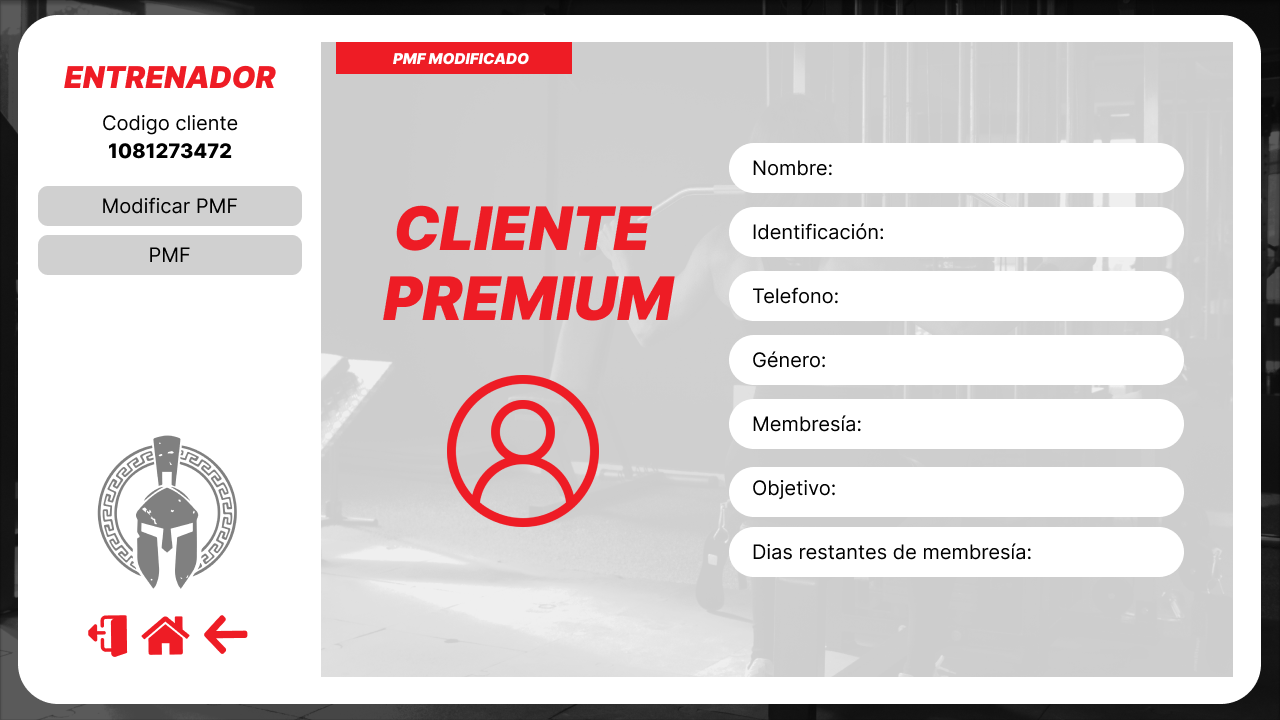 ENTRENADOR
Codigo cliente
1081273472
Modificar PMF
PMF
PMF MODIFICADO
CLIENTE
PREMIUM
Nombre:
Identificación:
Telefono:
Género:
Membresía:
Objetivo:
Dias restantes de membresía: